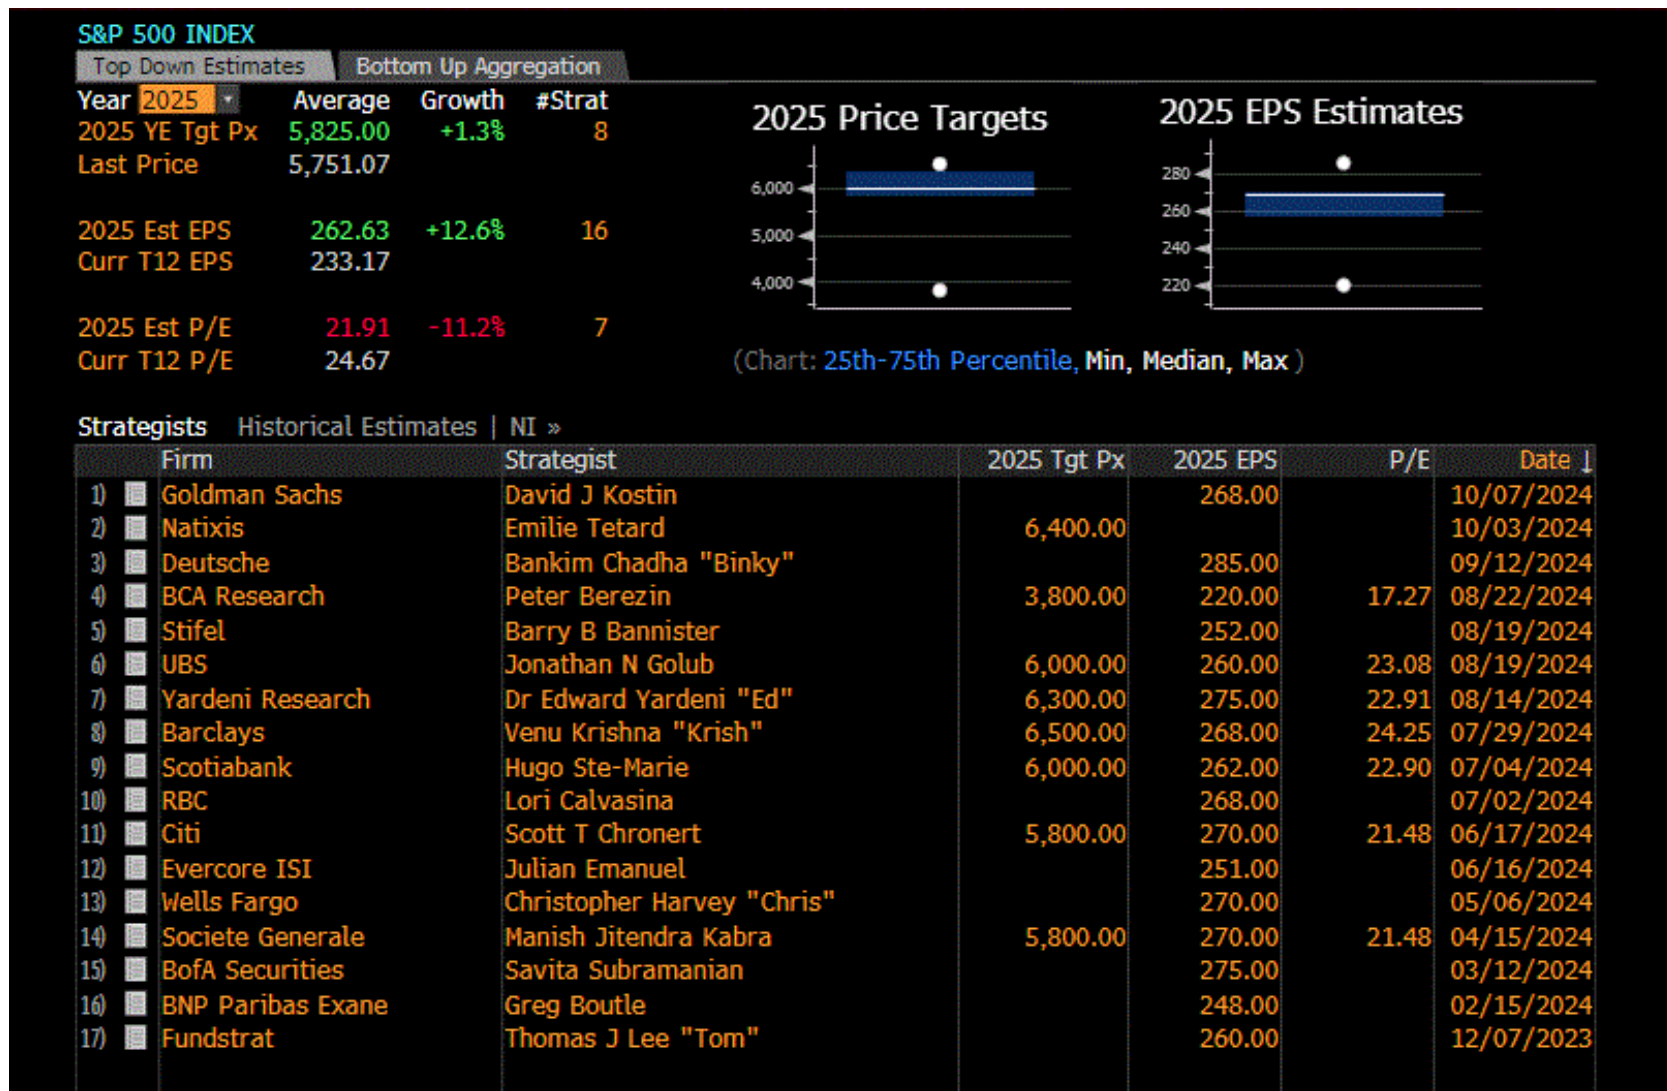 S&P 500 INDEX
Top Down Estimates Bottom Up Aggregation
Year 2025 Average Growth #Strat
2025 YE Tgt Px 5,825.00 +1.3% 8
Last Price 5,751.07
2025 Est EPS 262.63 +12.6% 16
Curr T12 EPS 233.17
2025 Est P/E 21.91 -11.2% 7
Curr T12 P/E 24.67
2025 Price Targets
6,000
5,000
4,000
2025 EPS Estimates
280
260
240
220
(Chart: 25th-75th Percentile, Min, Median, Max )
Strategists Historical Estimates | NI »
Firm Strategist 2025 Tgt Px 2025 EPS P/E Date ↓
1) Goldman Sachs David J Kostin 268.00 10/07/2024
2) Natixis Emilie Tetard 6,400.00 10/03/2024
3) Deutsche Bankim Chadha "Binky" 285.00 09/12/2024
4) BCA Research Peter Berezin 3,800.00 220.00 17.27 08/22/2024
5) Stifel Barry B Bannister 252.00 08/19/2024
6) UBS Jonathan N Golub 6,000.00 260.00 23.08 08/19/2024
7) Yardeni Research Dr Edward Yardeni "Ed" 6,300.00 275.00 22.91 08/14/2024
8) Barclays Venu Krishna "Krish" 6,500.00 268.00 24.25 07/29/2024
9) Scotiabank Hugo Ste-Marie 6,000.00 262.00 22.90 07/04/2024
10) RBC Lori Calvasina 268.00 07/02/2024
11) Citi Scott T Chronert 5,800.00 270.00 21.48 06/17/2024
12) Evercore ISI Julian Emanuel 251.00 06/16/2024
13) Wells Fargo Christopher Harvey "Chris" 270.00 05/06/2024
14) Societe Generale Manish Jitendra Kabra 5,800.00 270.00 21.48 04/15/2024
15) BofA Securities Savita Subramanian 275.00 03/12/2024
16) BNP Paribas Exane Greg Boutle 248.00 02/15/2024
17) Fundstrat Thomas J Lee "Tom" 260.00 12/07/2023